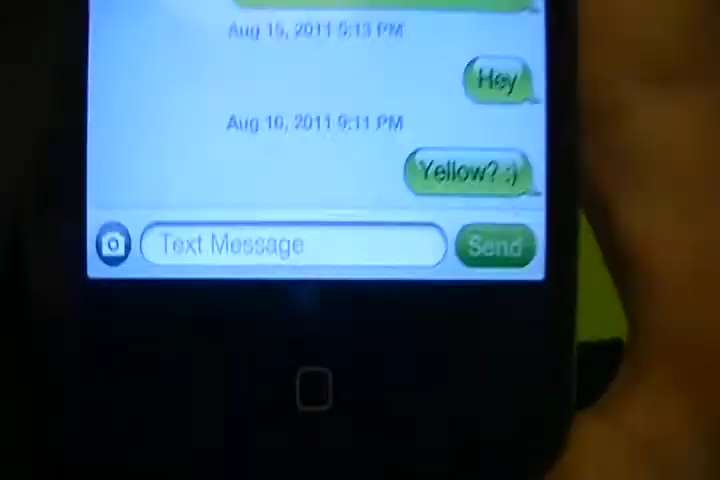 Aug 15, 2011 5:13 PM
Hey
Aug 16, 2011 9:11 PM
Yellow? :)
Text Message
Send